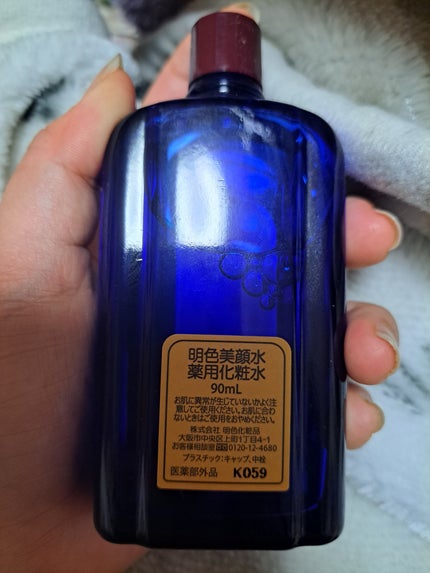 明色美顔水
薬用化粧水
90mL
お肌に異常が生じていないかよく注
意してご使用ください。お肌に合わ
ないときはご使用をおやめください。
株式会社 明色化粧品
大阪市中央区上町1丁目4-1
お客様相談室 0120-12-4680
プラスチック:キャップ、中栓
医薬部外品 K059